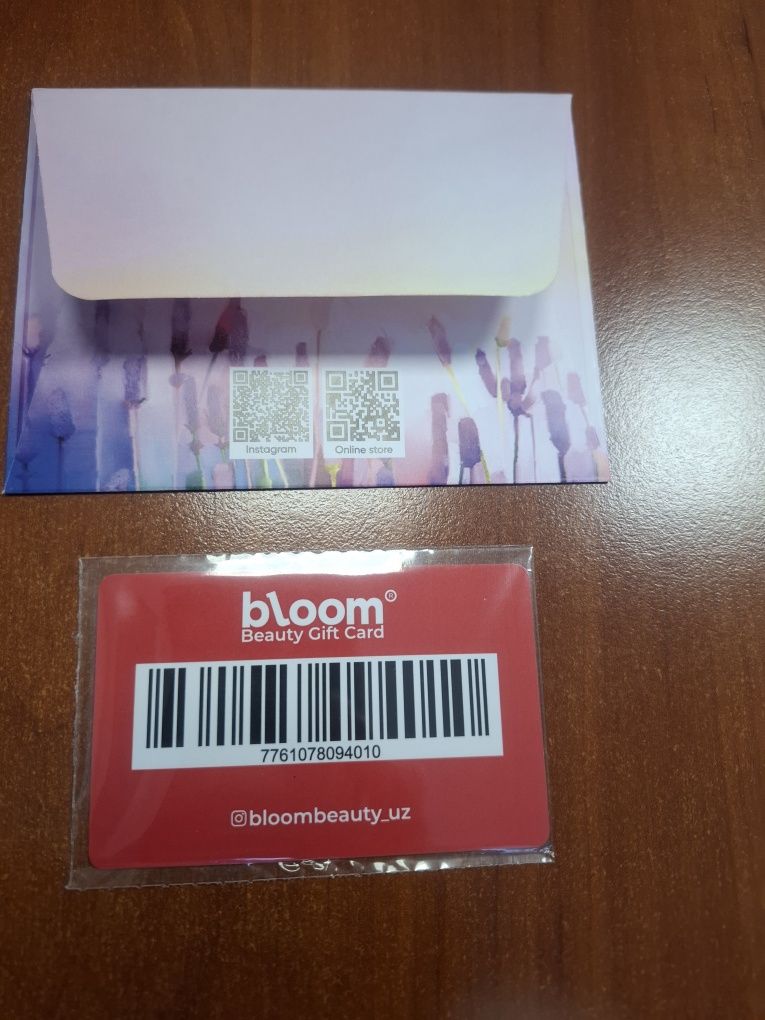 Instagram
Online store
bloom®
Beauty Gift Card
7761078094010
bloombeauty_uz